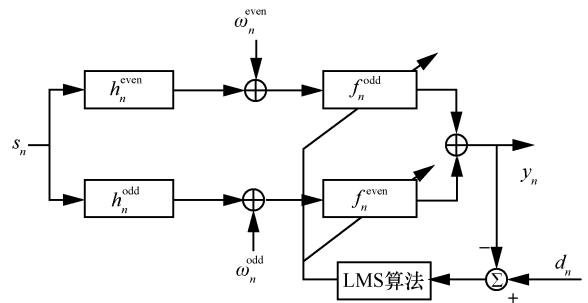 ω_n^even
h_n^even
f_n^odd
s_n
h_n^odd
f_n^even
y_n
ω_n^odd
−
d_n
LMS算法
Σ
+